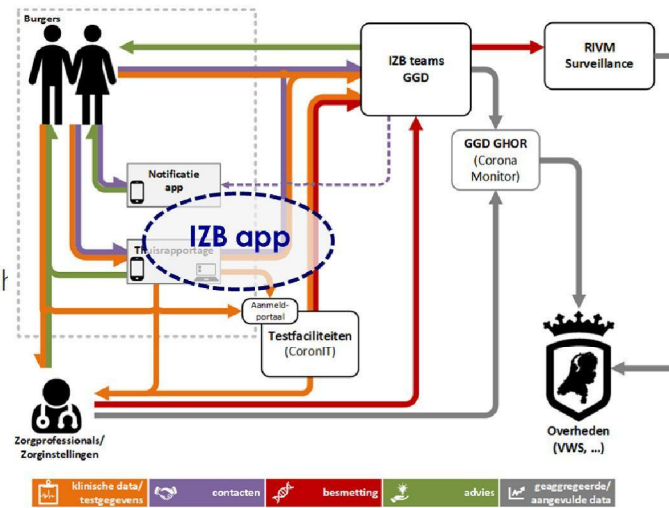 Burgers
IZB teams
GGD
RIVM
Surveillance
GGD GHOR
(Corona
Monitor)
Notificatie
app
IZB app
Thuisrapportage
Aanmeld-
portaal
Testfaciliteiten
(CoronIT)
Zorgprofessionals/
Zorginstellingen
Overheden
(VWS, ...)
klinische data/
testgegevens
contacten
besmetting
advies
geaggregeerde/
aangevulde data